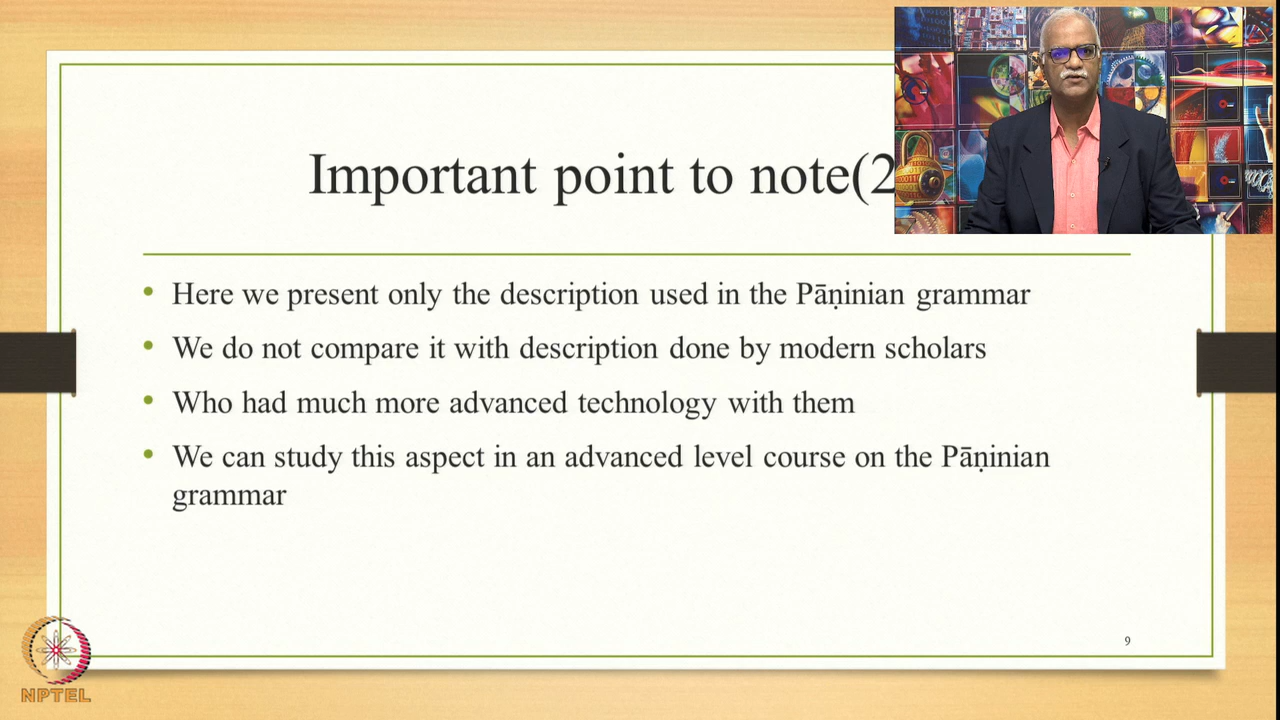 Important point to note(2
• Here we present only the description used in the Pāṇinian grammar
• We do not compare it with description done by modern scholars
• Who had much more advanced technology with them
• We can study this aspect in an advanced level course on the Pāṇinian
grammar
9
NPTEL